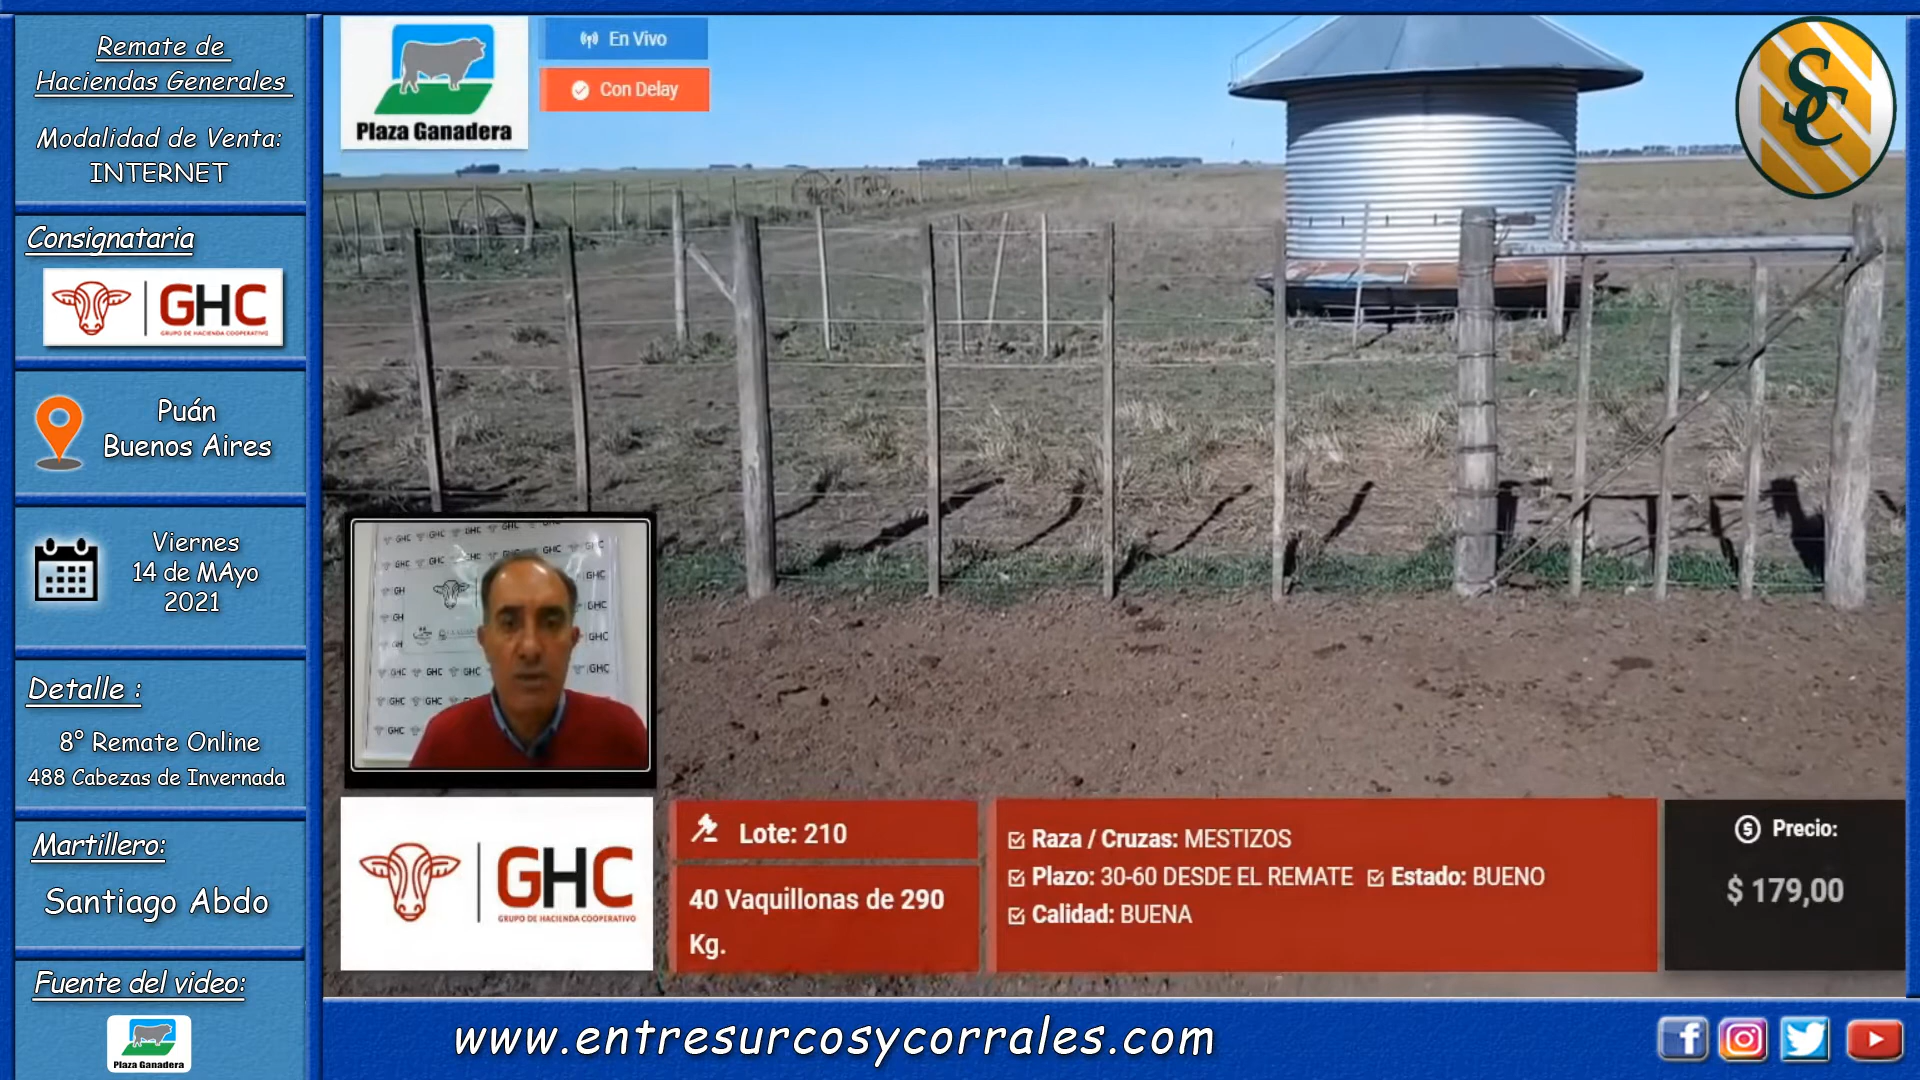 Remate de
Haciendas Generales
Modalidad de Venta:
INTERNET
Consignataria
GHC
GRUPO DE HACIENDA COOPERATIVO
Puán
Buenos Aires
Viernes
14 de MAyo
2021
Detalle :
8° Remate Online
488 Cabezas de Invernada
Martillero:
Santiago Abdo
Fuente del video:
Plaza Ganadera
Plaza Ganadera
En Vivo
Con Delay
SC
GHC
GHC
GRUPO DE HACIENDA COOPERATIVO
Lote: 210
40 Vaquillonas de 290
Kg.
Raza / Cruzas: MESTIZOS
Plazo: 30-60 DESDE EL REMATE Estado: BUENO
Calidad: BUENA
Precio:
$ 179,00
www.entresurcosycorrales.com